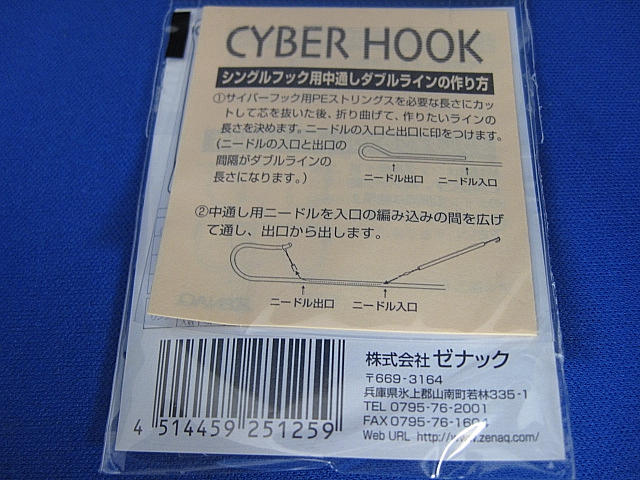 CYBER HOOK
シングルフック用中通しダブルラインの作り方
①サイバーフック用PEストリングスを必要な長さにカッ
トして芯を抜いた後、折り曲げて、作りたいラインの
長さを決めます。ニードルの入口と出口に印をつけます。
(ニードルの入口と出口の
間隔がダブルラインの
長さになります。)
ニードル出口 ニードル入口
②中通し用ニードルを入口の編み込みの間を広げ
て通し、出口から出します。
ニードル出口 ニードル入口
株式会社 ゼナック
〒669-3164
兵庫県氷上郡山南町若林335-1
TEL 0795-76-2001
FAX 0795-76-1604
Web URL http://www.zenaq.com/
4 514459 251259